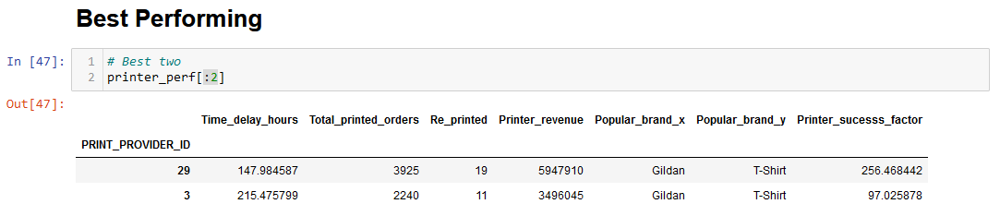 Best Performing
In [47]:
1 # Best two
2 printer_perf[:2]
Out[47]:
Time_delay_hours Total_printed_orders Re_printed Printer_revenue Popular_brand_x Popular_brand_y Printer_sucesss_factor
PRINT_PROVIDER_ID
29 147.984587 3925 19 5947910 Gildan T-Shirt 256.468442
3 215.475799 2240 11 3496045 Gildan T-Shirt 97.025878